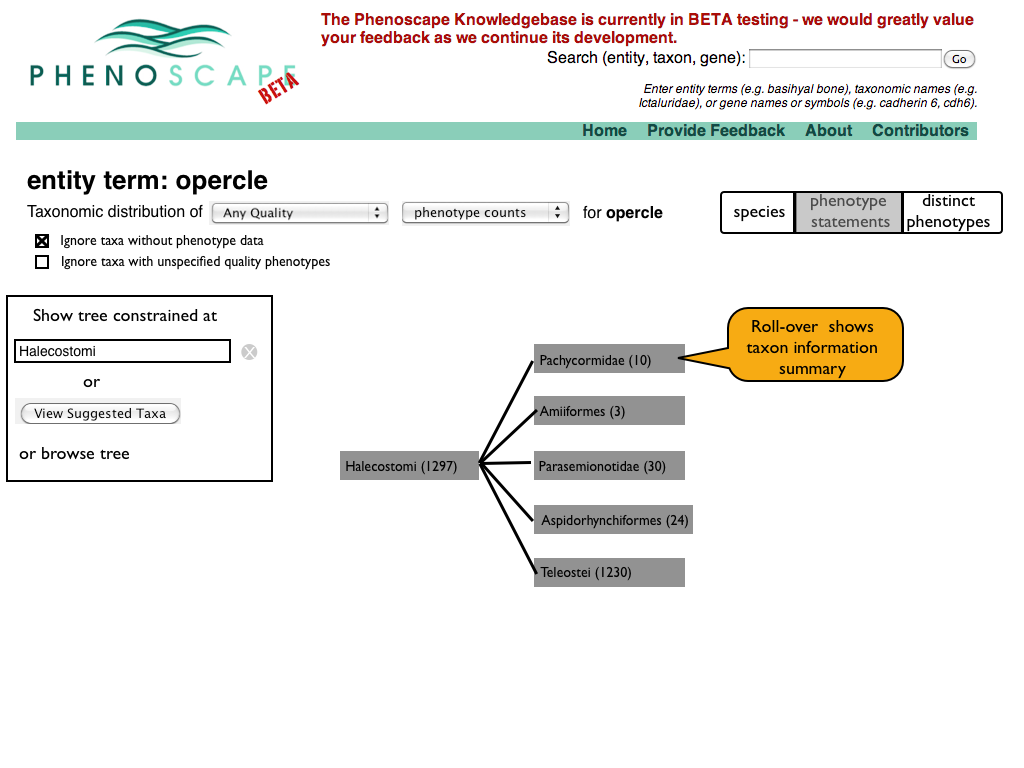 The Phenoscape Knowledgebase is currently in BETA testing - we would greatly value
your feedback as we continue its development.
PHENOSCAPE
BETA
Search (entity, taxon, gene):
Go
Enter entity terms (e.g. basihyal bone), taxonomic names (e.g.
Ictaluridae), or gene names or symbols (e.g. cadherin 6, cdh6).
Home Provide Feedback About Contributors
entity term: opercle
Taxonomic distribution of Any Quality phenotype counts for opercle
species
phenotype
statements
distinct
phenotypes
Ignore taxa without phenotype data
Ignore taxa with unspecified quality phenotypes
Show tree constrained at
Halecostomi
or
View Suggested Taxa
or browse tree
Halecostomi (1297)
Pachycormidae (10)
Amiiformes (3)
Parasemionotidae (30)
Aspidorhynchiformes (24)
Teleostei (1230)
Roll-over shows
taxon information
summary